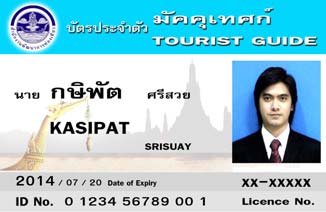 บัตรประจำตัว มัคคุเทศก์
TOURIST GUIDE
นาย กษิพัต ศรีสวย
KASIPAT
SRISUAY
2014 / 07 / 20 Date of Expiry xx-xxxxx
ID No. 0 1234 56789 00 1 Licence No.